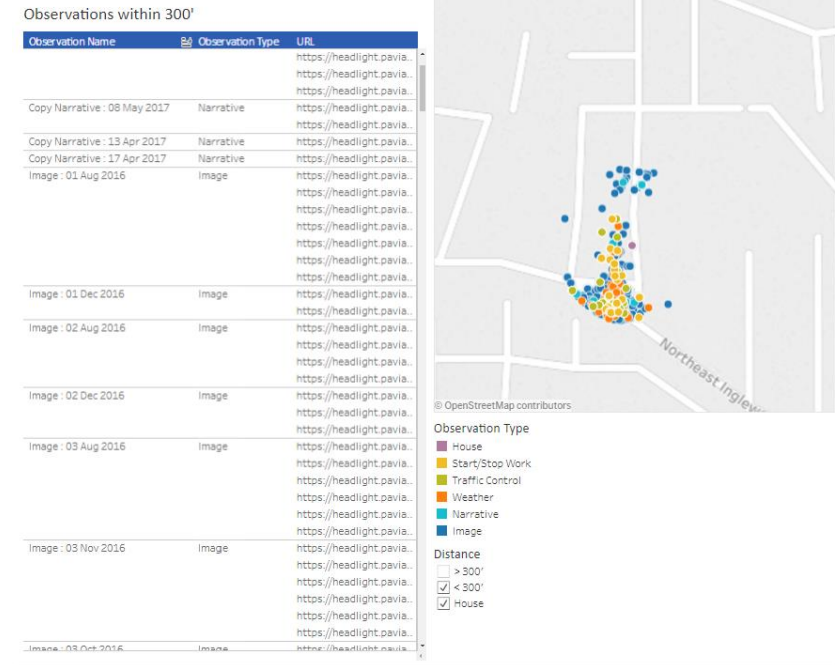 Observations within 300'
Observation Name Observation Type URL
https://headlight.pavia..
https://headlight.pavia..
https://headlight.pavia..
Copy Narrative : 08 May 2017 Narrative https://headlight.pavia..
https://headlight.pavia..
Copy Narrative : 13 Apr 2017 Narrative https://headlight.pavia..
Copy Narrative : 17 Apr 2017 Narrative https://headlight.pavia..
Image : 01 Aug 2016 Image https://headlight.pavia..
https://headlight.pavia..
https://headlight.pavia..
https://headlight.pavia..
https://headlight.pavia..
https://headlight.pavia..
https://headlight.pavia..
Image : 01 Dec 2016 Image https://headlight.pavia..
https://headlight.pavia..
Image : 02 Aug 2016 Image https://headlight.pavia..
https://headlight.pavia..
https://headlight.pavia..
https://headlight.pavia..
Image : 02 Dec 2016 Image https://headlight.pavia..
https://headlight.pavia..
https://headlight.pavia..
Image : 03 Aug 2016 Image https://headlight.pavia..
https://headlight.pavia..
https://headlight.pavia..
https://headlight.pavia..
https://headlight.pavia..
https://headlight.pavia..
Image : 03 Nov 2016 Image https://headlight.pavia..
https://headlight.pavia..
https://headlight.pavia..
https://headlight.pavia..
https://headlight.pavia..
https://headlight.pavia..
Image : 03 Oct 2016 Image https://headlight.pavia..
Northeast Inglew
© OpenStreetMap contributors
Observation Type
House
Start/Stop Work
Traffic Control
Weather
Narrative
Image
Distance
> 300'
< 300'
House